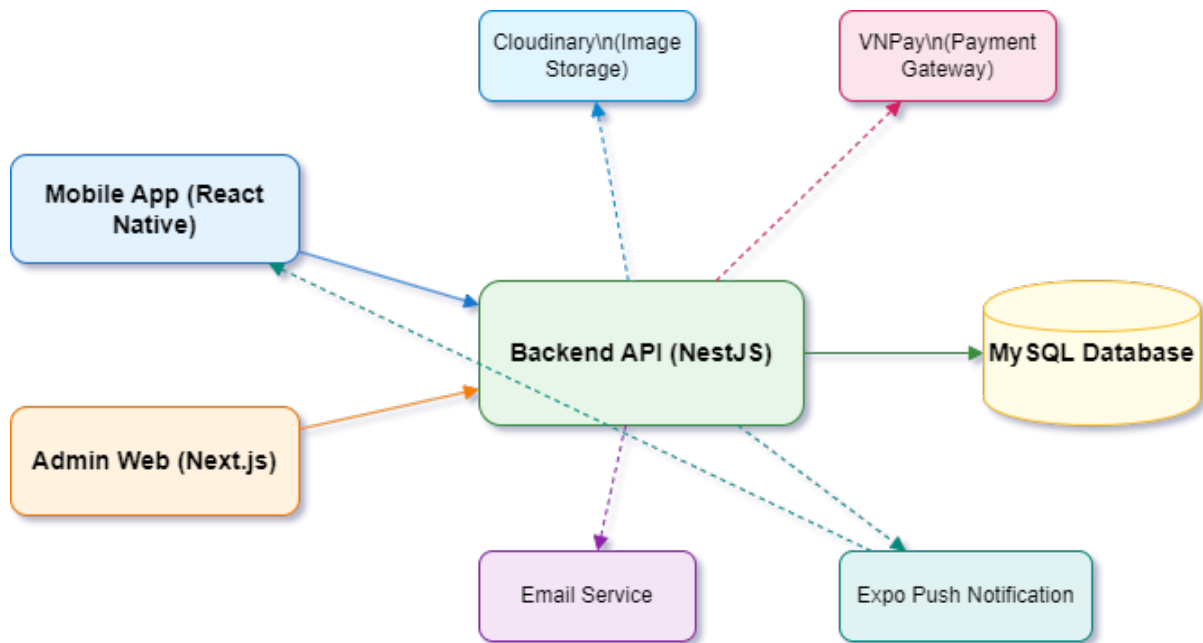 Cloudinary\n(Image
Storage)
VNPay\n(Payment
Gateway)
Mobile App (React
Native)
Backend API (NestJS)
MySQL Database
Admin Web (Next.js)
Email Service
Expo Push Notification